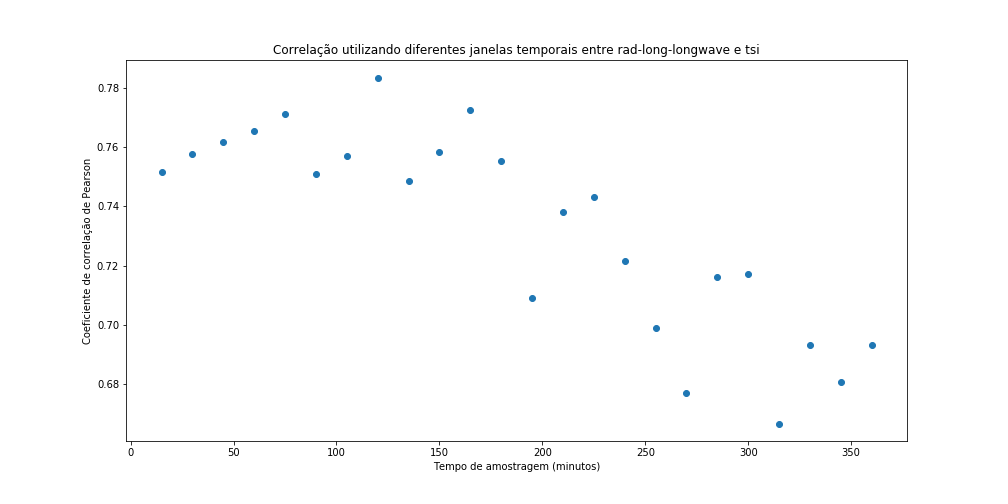 Correlação utilizando diferentes janelas temporais entre rad-long-longwave e tsi
0.78
0.76
0.74
0.72
0.70
0.68
Coeficiente de correlação de Pearson
0 50 100 150 200 250 300 350
Tempo de amostragem (minutos)